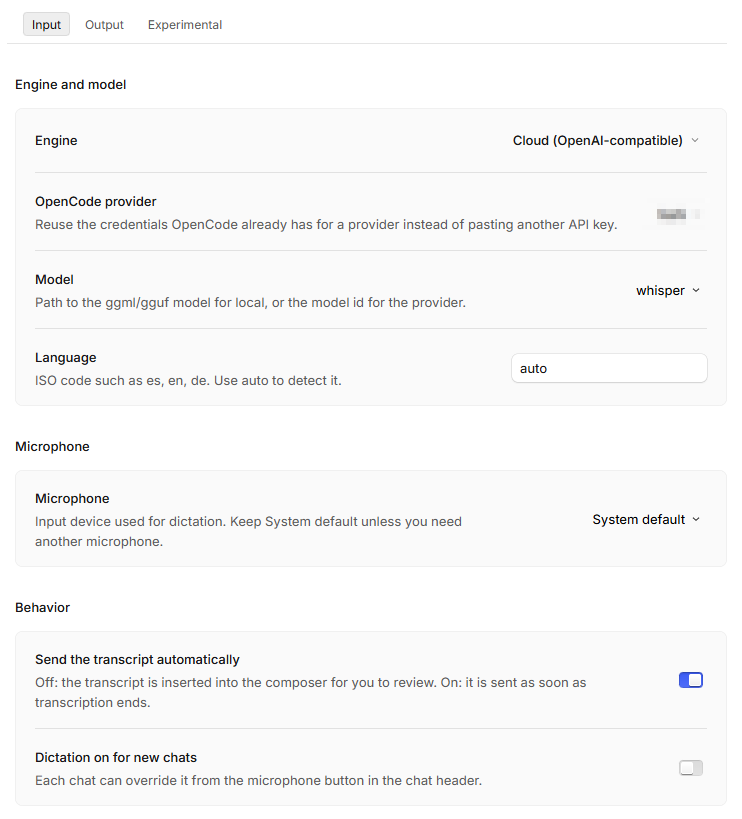 Input Output Experimental
Engine and model
Engine
Cloud (OpenAI-compatible)
OpenCode provider
Reuse the credentials OpenCode already has for a provider instead of pasting another API key.
Model
Path to the ggml/gguf model for local, or the model id for the provider.
whisper
Language
ISO code such as es, en, de. Use auto to detect it.
auto
Microphone
Microphone
Input device used for dictation. Keep System default unless you need
another microphone.
System default
Behavior
Send the transcript automatically
Off: the transcript is inserted into the composer for you to review. On: it is sent as soon as
transcription ends.
Dictation on for new chats
Each chat can override it from the microphone button in the chat header.